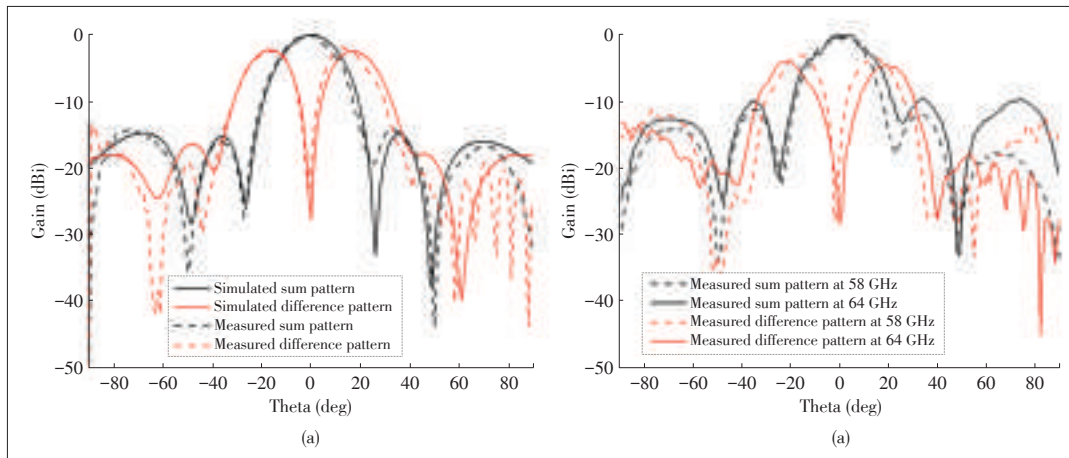 0
−10
−20
−30
−40
−50
Gain (dBi)
Simulated sum pattern
Simulated difference pattern
Measured sum pattern
Measured difference pattern
−80 −60 −40 −20 0 20 40 60 80
Theta (deg)
(a)
0
−10
−20
−30
−40
−50
Gain (dBi)
Measured sum pattern at 58 GHz
Measured sum pattern at 64 GHz
Measured difference pattern at 58 GHz
Measured difference pattern at 64 GHz
−80 −60 −40 −20 0 20 40 60 80
Theta (deg)
(a)